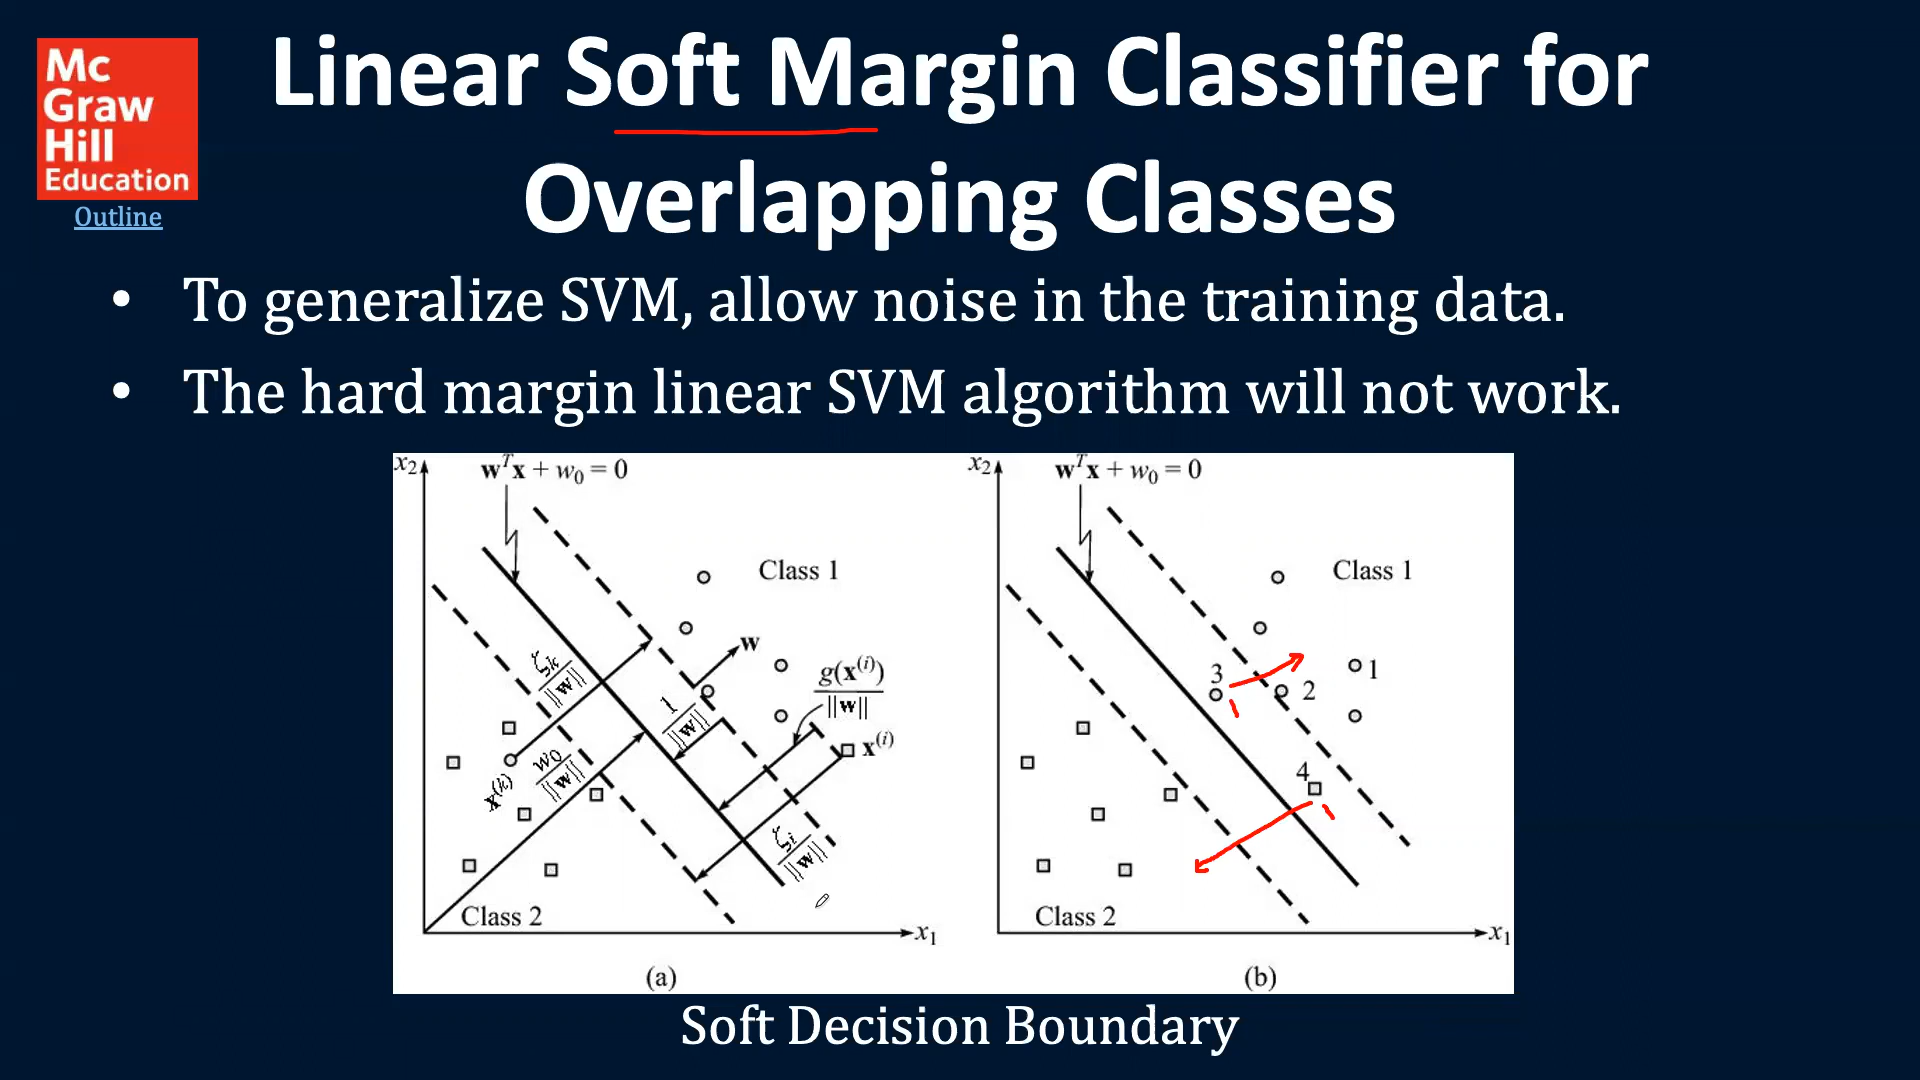 Mc
Graw
Hill
Education
Outline
Linear Soft Margin Classifier for
Overlapping Classes
• To generalize SVM, allow noise in the training data.
• The hard margin linear SVM algorithm will not work.
x₂
wᵀx + w₀ = 0
Class 1
w
ζₖ
||w||
1
||w||
g(x⁽ⁱ⁾)
||w||
x⁽ⁱ⁾
x⁽ᵏ⁾
w₀
||w||
ζᵢ
||w||
Class 2
x₁
(a)
x₂
wᵀx + w₀ = 0
Class 1
3
1
2
4
Class 2
x₁
(b)
Soft Decision Boundary